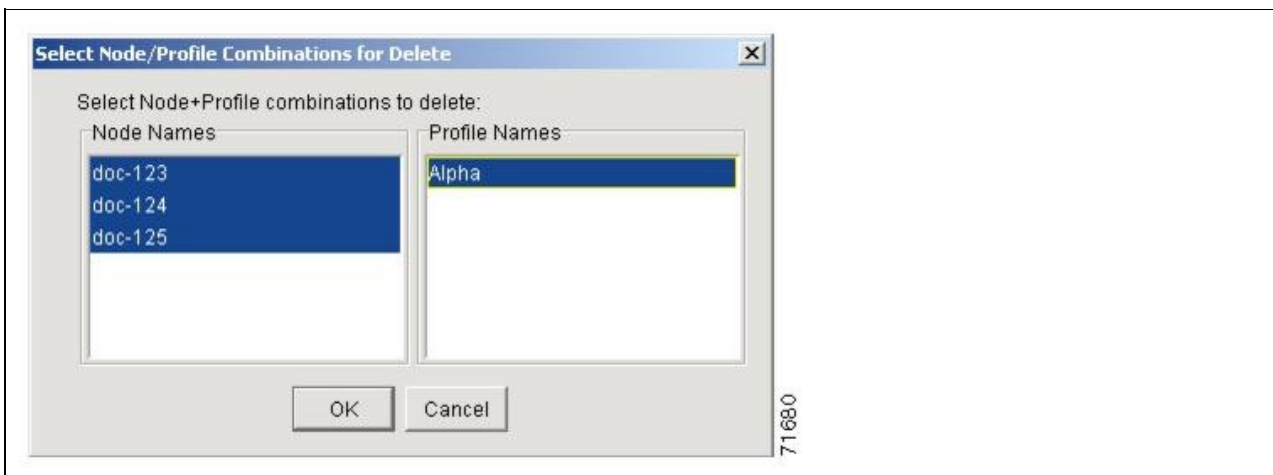 Select Node/Profile Combinations for Delete
Select Node+Profile combinations to delete:
Node Names
Profile Names
doc-123
doc-124
doc-125
Alpha
OK
Cancel
71680